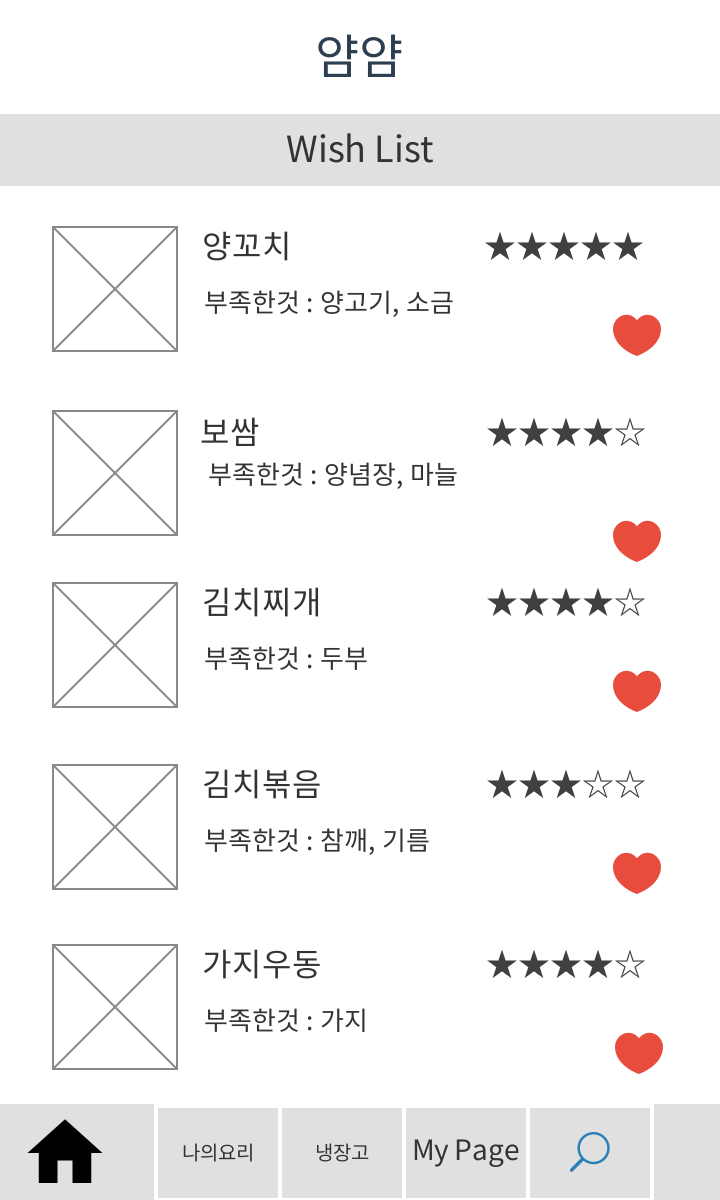 얌얌
Wish List
양꼬치 ★★★★★
부족한것 : 양고기, 소금
보쌈 ★★★★☆
부족한것 : 양념장, 마늘
김치찌개 ★★★★☆
부족한것 : 두부
김치볶음 ★★★☆☆
부족한것 : 참깨, 기름
가지우동 ★★★★☆
부족한것 : 가지
나의요리 냉장고 My Page